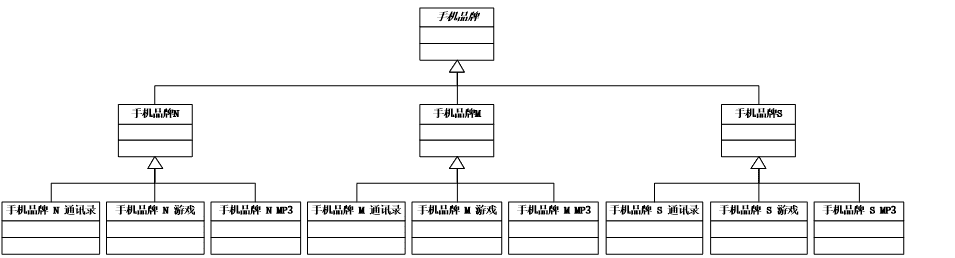 手机品牌
手机品牌N
手机品牌M
手机品牌S
手机品牌 N 通讯录
手机品牌 N 游戏
手机品牌 N MP3
手机品牌 M 通讯录
手机品牌 M 游戏
手机品牌 M MP3
手机品牌 S 通讯录
手机品牌 S 游戏
手机品牌 S MP3